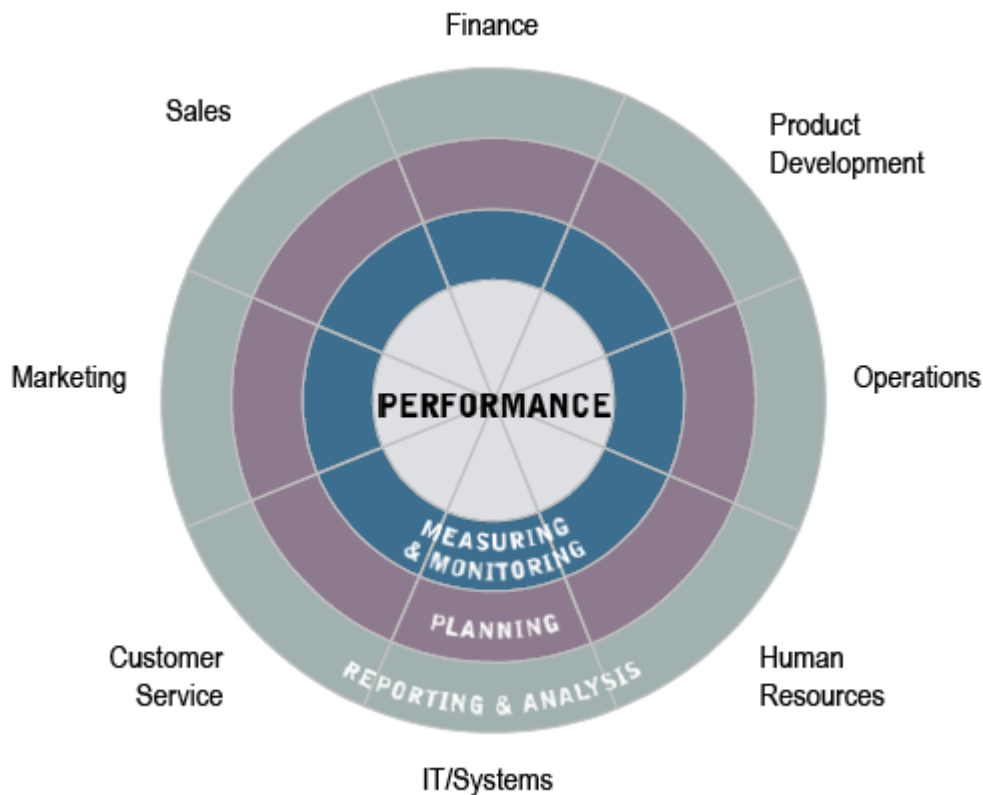 Finance
Sales
Product
Development
Marketing
PERFORMANCE
Operations
MEASURING
& MONITORING
PLANNING
REPORTING & ANALYSIS
Customer
Service
Human
Resources
IT/Systems